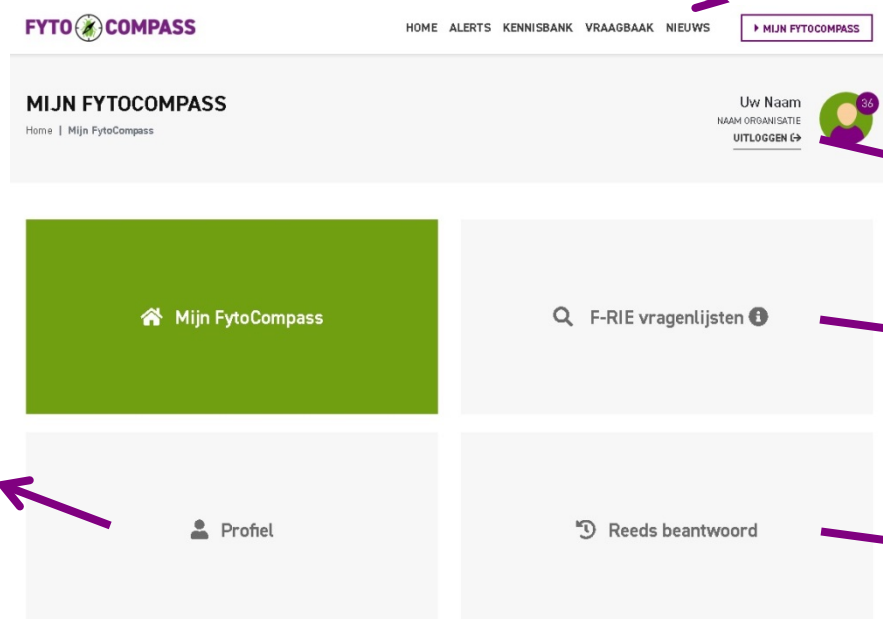 FYTO COMPASS
HOME ALERTS KENNISBANK VRAAGBAAK NIEUWS MIJN FYTOCOMPASS
MIJN FYTOCOMPASS
Home | Mijn FytoCompass
Uw Naam
36
NAAM ORGANISATIE
UITLOGGEN
Mijn FytoCompass
F-RIE vragenlijsten
Profiel
Reeds beantwoord